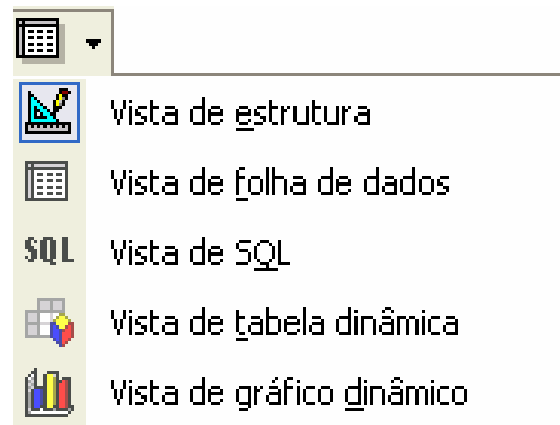 Vista de estrutura
Vista de folha de dados
SQL Vista de SQL
Vista de tabela dinâmica
Vista de gráfico dinâmico